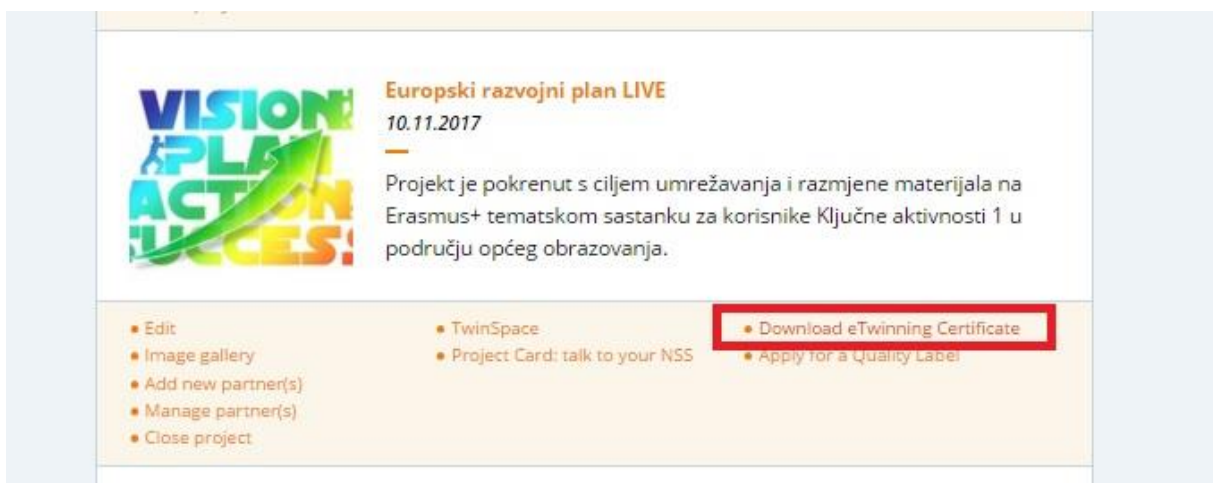 VISION
PLAN
ACTION
SUCCES
Europski razvojni plan LIVE
10.11.2017
Projekt je pokrenut s ciljem umrežavanja i razmjene materijala na
Erasmus+ tematskom sastanku za korisnike Ključne aktivnosti 1 u
području općeg obrazovanja.
• Edit
• Image gallery
• Add new partner(s)
• Manage partner(s)
• Close project
• TwinSpace
• Project Card: talk to your NSS
• Download eTwinning Certificate
• Apply for a Quality Label